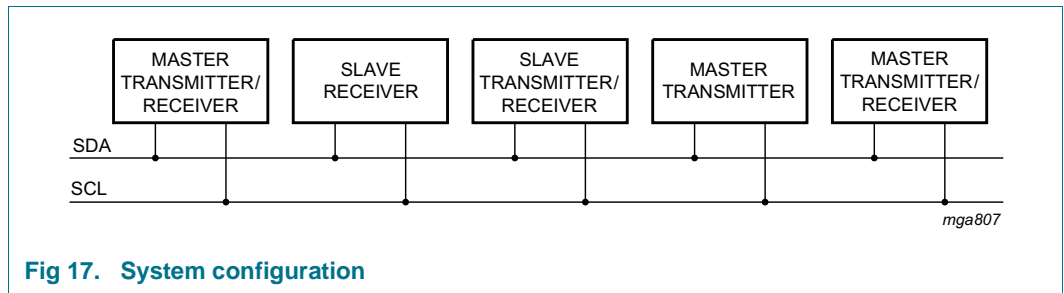 MASTER
TRANSMITTER/
RECEIVER
SLAVE
RECEIVER
SLAVE
TRANSMITTER/
RECEIVER
MASTER
TRANSMITTER
MASTER
TRANSMITTER/
RECEIVER
SDA
SCL
mga807
Fig 17. System configuration